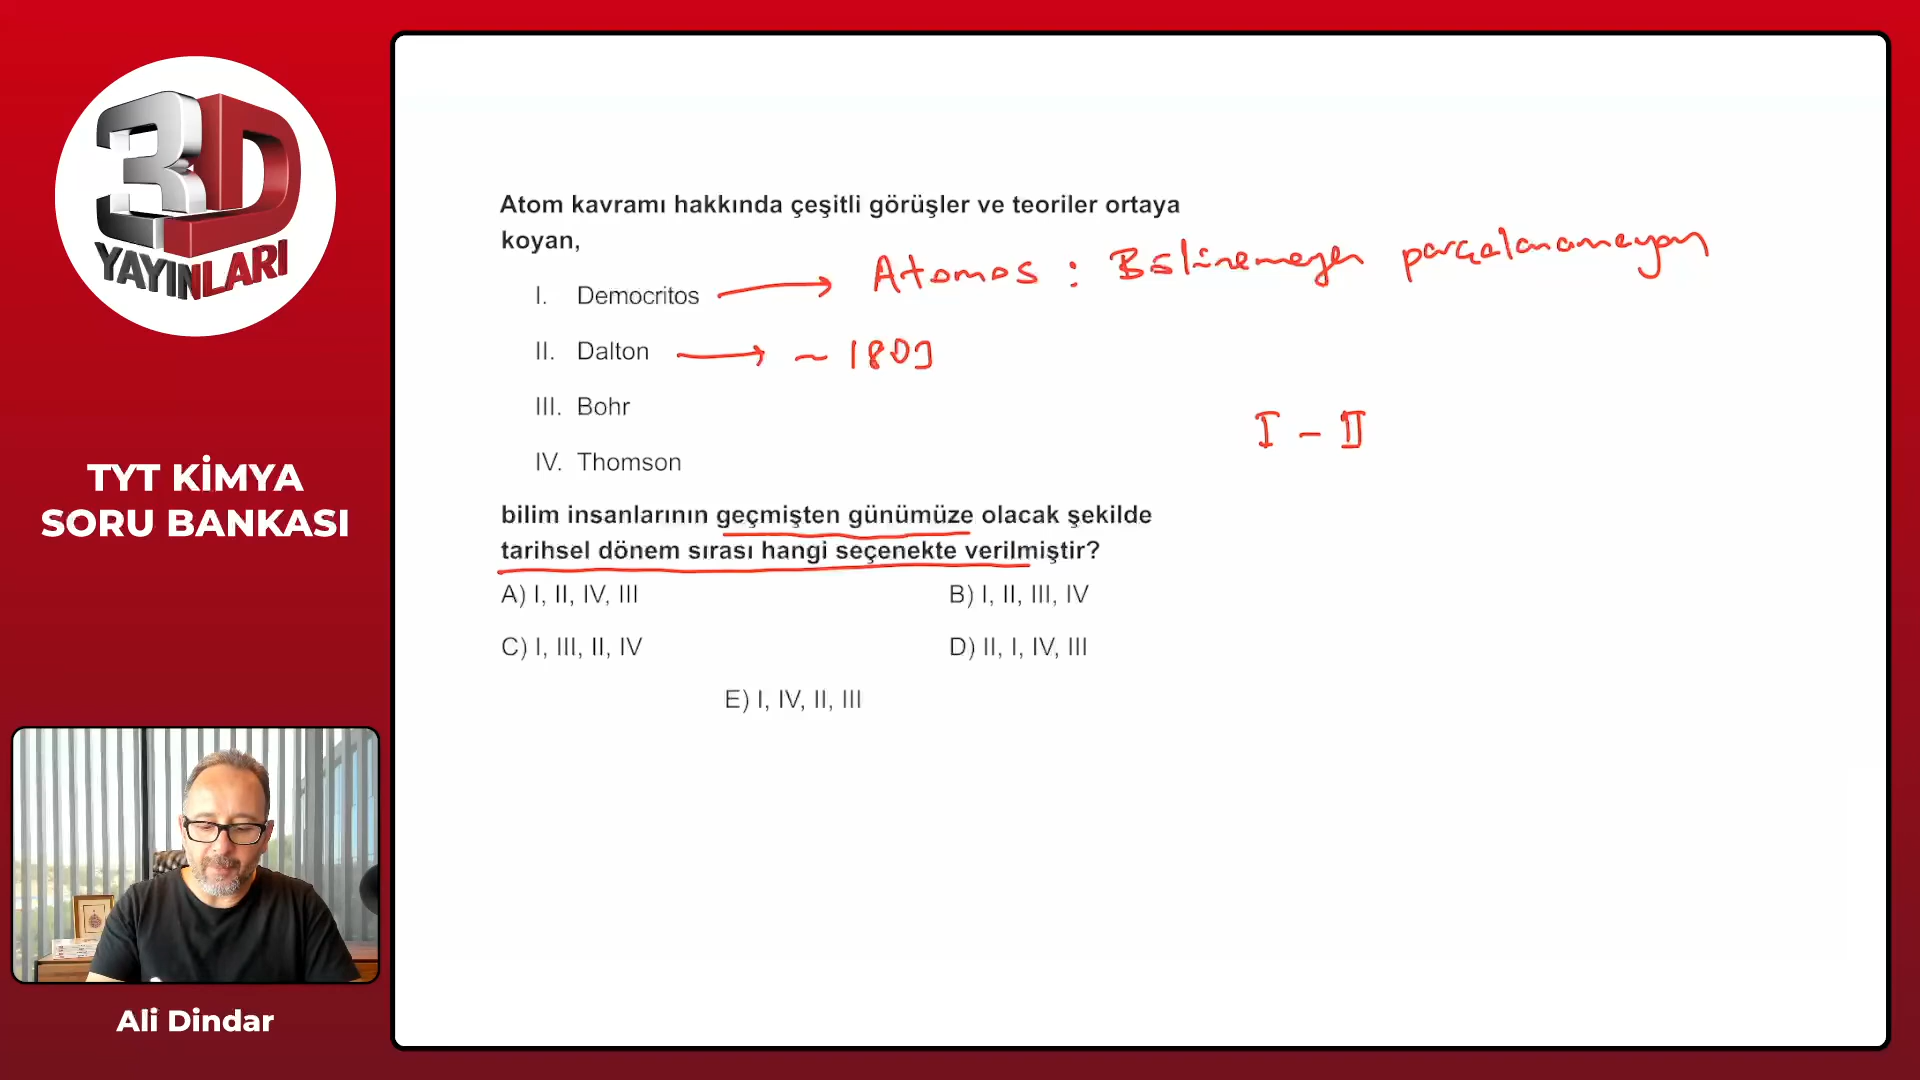 3D
YAYINLARI
TYT KİMYA
SORU BANKASI
Ali Dindar
Atom kavramı hakkında çeşitli görüşler ve teoriler ortaya
koyan,
I. Democritos → Atomos : Bölünemeyen parçalanamayan
II. Dalton → ~ 1803
III. Bohr
I - II
IV. Thomson
bilim insanlarının geçmişten günümüze olacak şekilde
tarihsel dönem sırası hangi seçenekte verilmiştir?
A) I, II, IV, III B) I, II, III, IV
C) I, III, II, IV D) II, I, IV, III
E) I, IV, II, III